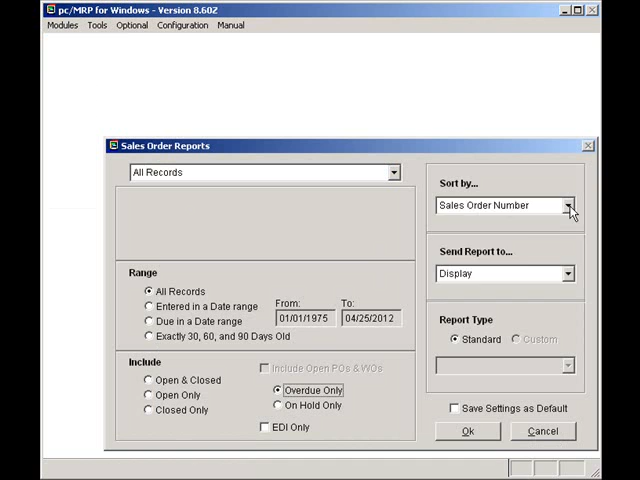 pc/MRP for Windows - Version 8.60Z
Modules Tools Optional Configuration Manual
Sales Order Reports
All Records
Sort by...
Sales Order Number
Send Report to...
Display
Range
All Records
Entered in a Date range
Due in a Date range
Exactly 30, 60, and 90 Days Old
From: To:
01/01/1975 04/25/2012
Report Type
Standard Custom
Include
Open & Closed
Open Only
Closed Only
Include Open POs & WOs
Overdue Only
On Hold Only
EDI Only
Save Settings as Default
Ok Cancel